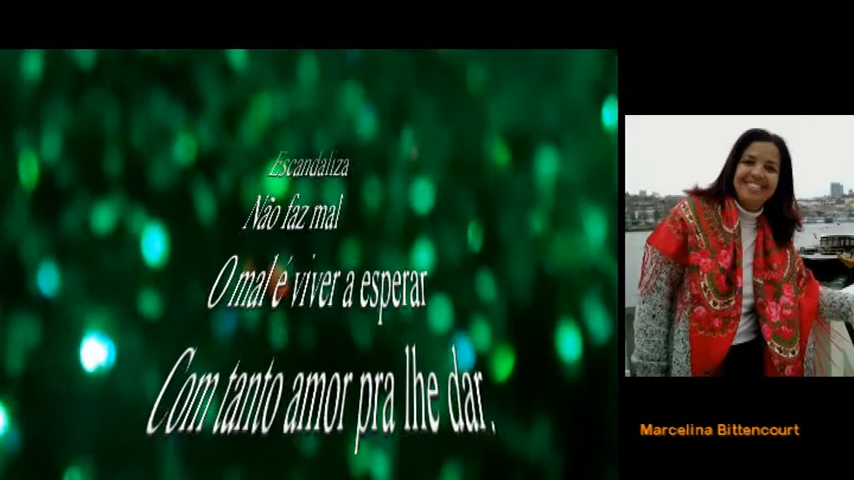 Escandaliza
Não faz mal
O mal é viver a esperar
Com tanto amor pra lhe dar.
Marcelina Bittencourt